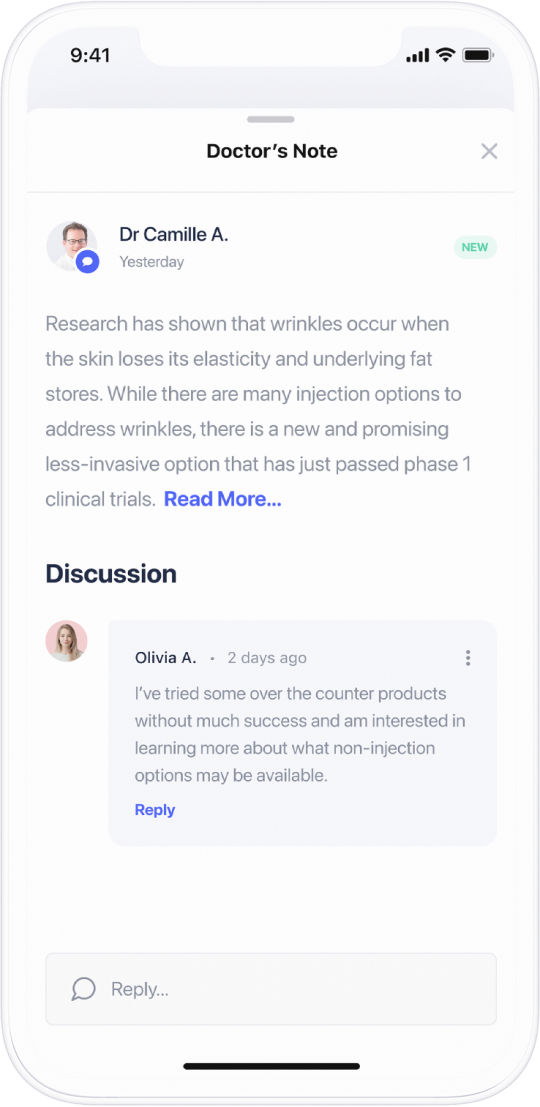 9:41
Doctor’s Note
Dr Camille A.
NEW
Yesterday
Research has shown that wrinkles occur when
the skin loses its elasticity and underlying fat
stores. While there are many injection options to
address wrinkles, there is a new and promising
less-invasive option that has just passed phase 1
clinical trials. Read More...
Discussion
Olivia A. • 2 days ago
I’ve tried some over the counter products
without much success and am interested in
learning more about what non-injection
options may be available.
Reply
Reply...